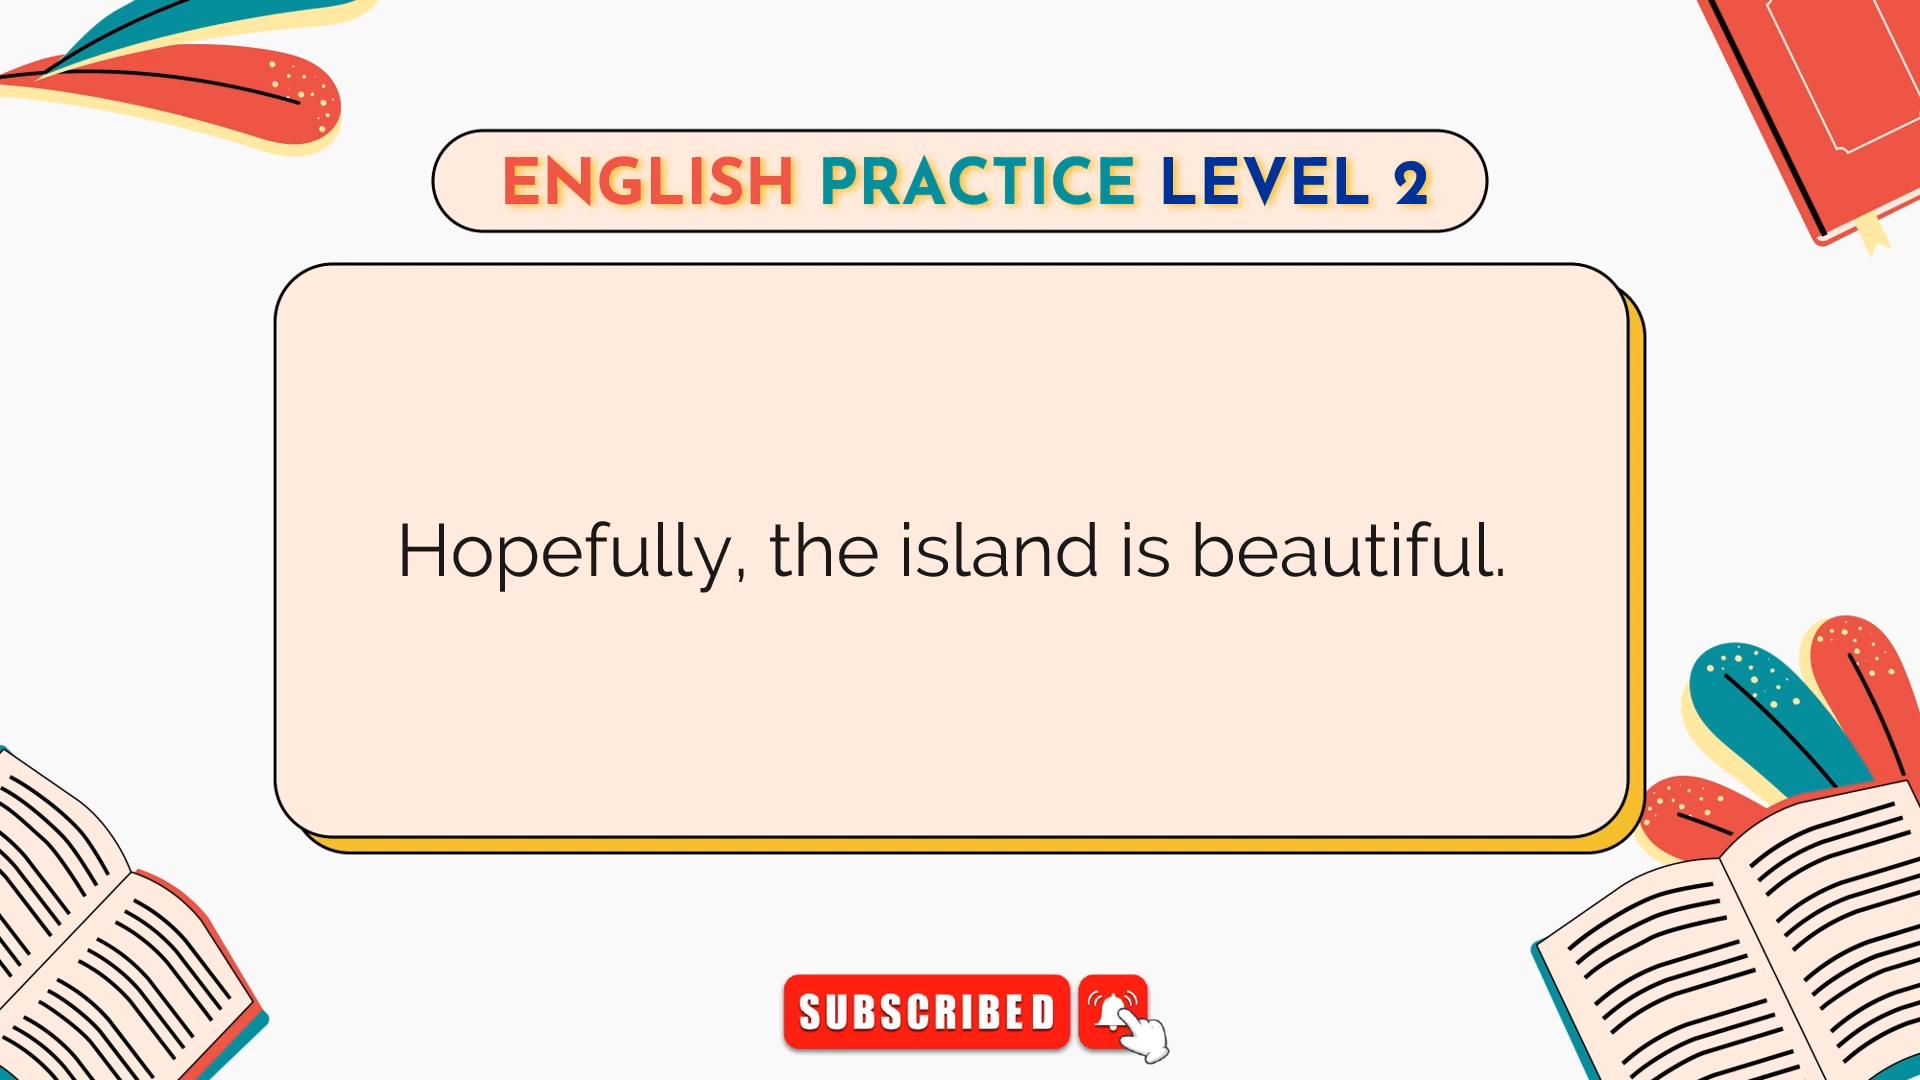 ENGLISH PRACTICE LEVEL 2
Hopefully, the island is beautiful.
SUBSCRIBED